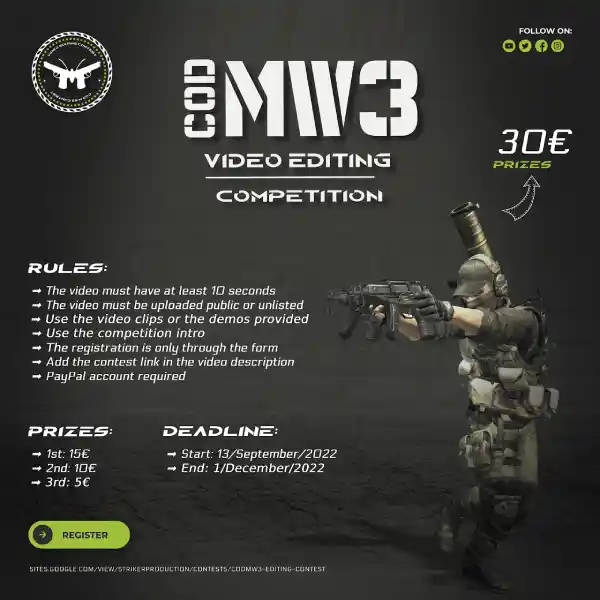 FOLLOW ON:
COD MW3
VIDEO EDITING
COMPETITION
30€
PRIZES
M
RULES:
The video must have at least 10 seconds
The video must be uploaded public or unlisted
Use the video clips or the demos provided
Use the competition intro
The registration is only through the form
Add the contest link in the video description
PayPal account required
PRIZES:
1st: 15€
2nd: 10€
3rd: 5€
DEADLINE:
Start: 13/September/2022
End: 1/December/2022
REGISTER
SITES.GOOGLE.COM/VIEW/STRIKERPRODUCTION/CONTESTS/CODMW3-EDITING-CONTEST